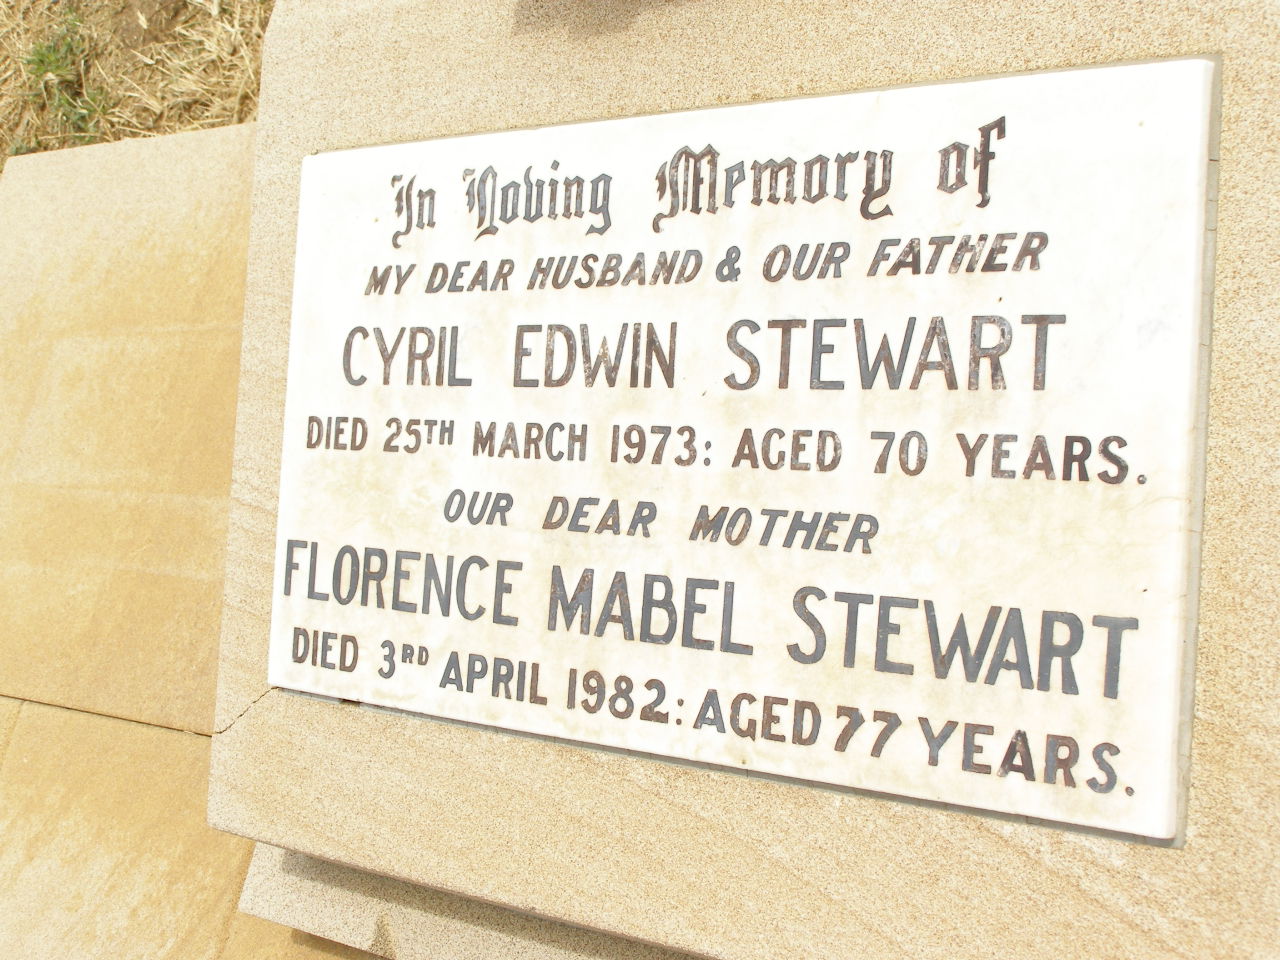 In Loving Memory of
MY DEAR HUSBAND & OUR FATHER
CYRIL EDWIN STEWART
DIED 25TH MARCH 1973: AGED 70 YEARS.
OUR DEAR MOTHER
FLORENCE MABEL STEWART
DIED 3RD APRIL 1982: AGED 77 YEARS.